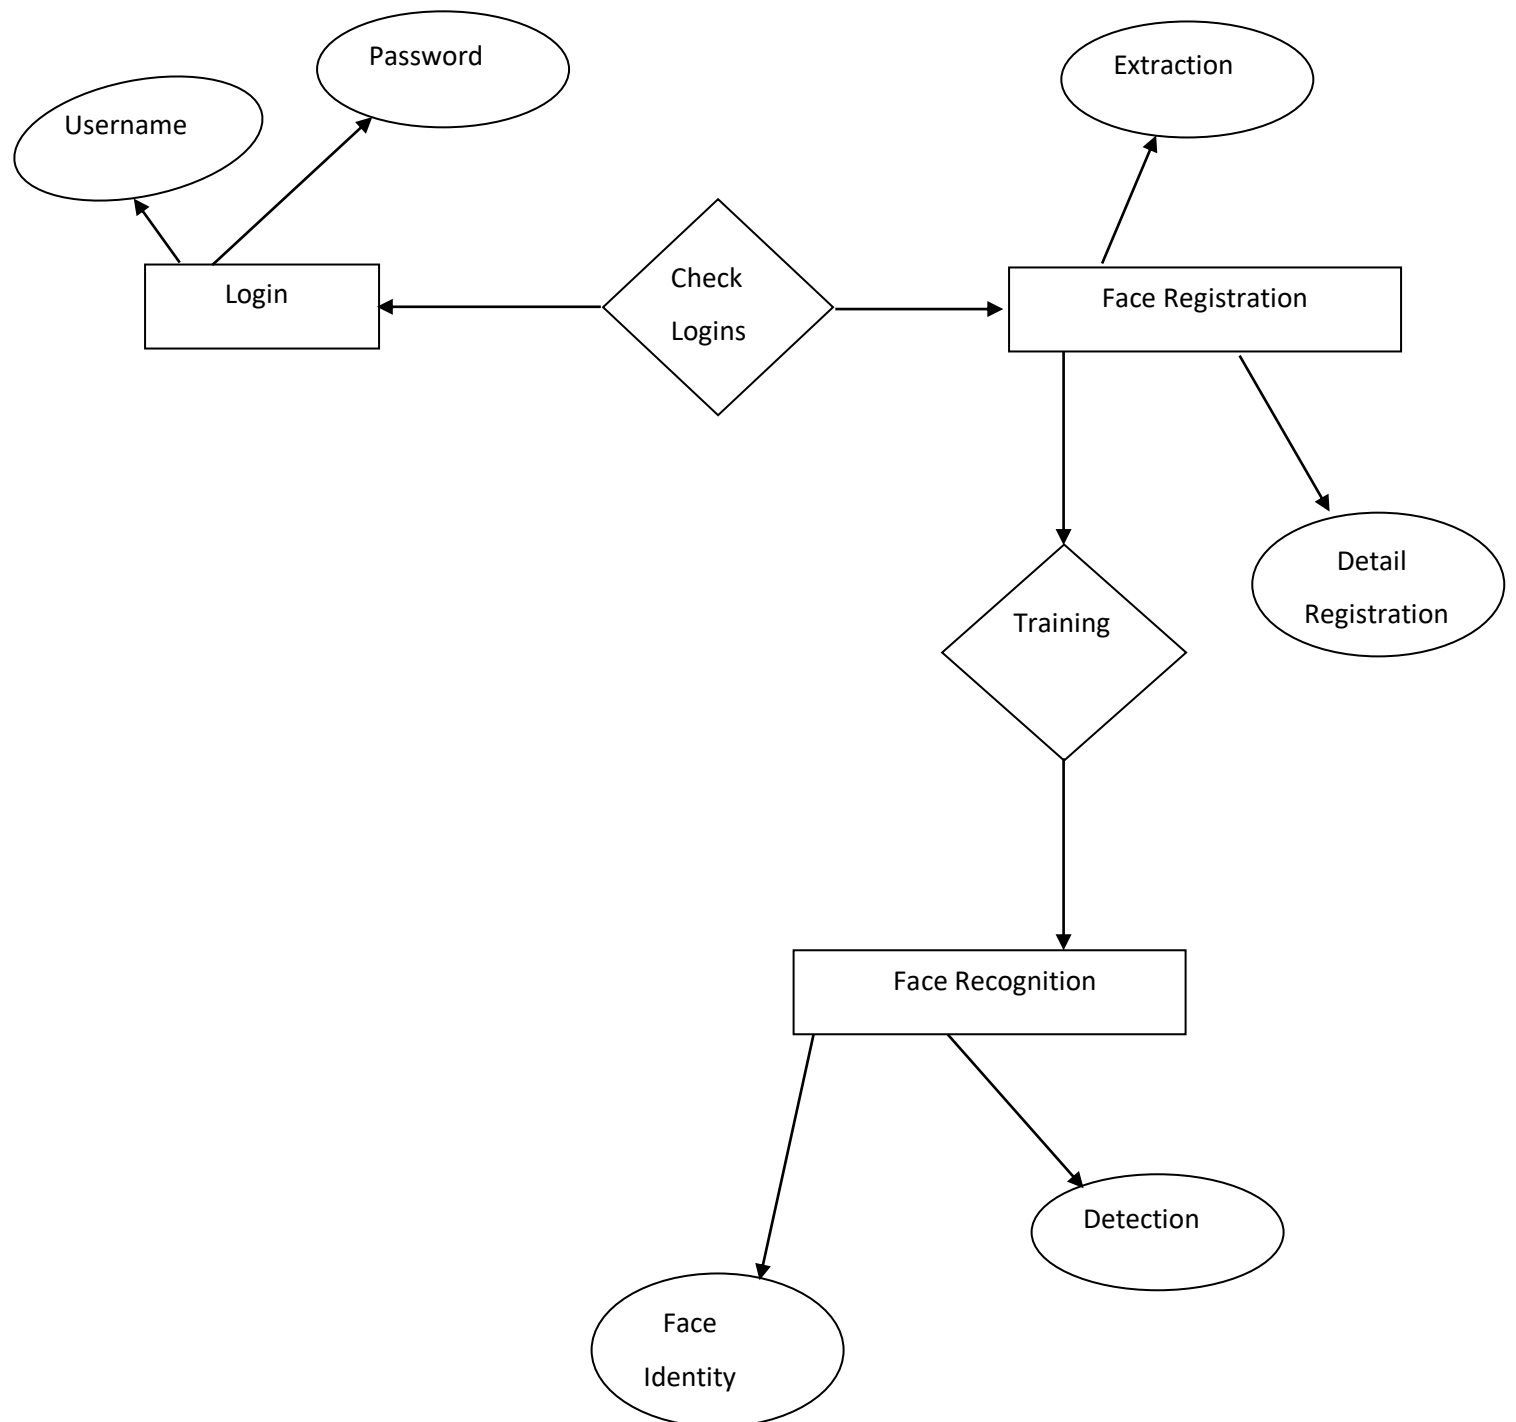 Password
Extraction
Username
Check
Logins
Login
Face Registration
Detail
Registration
Training
Face Recognition
Detection
Face
Identity